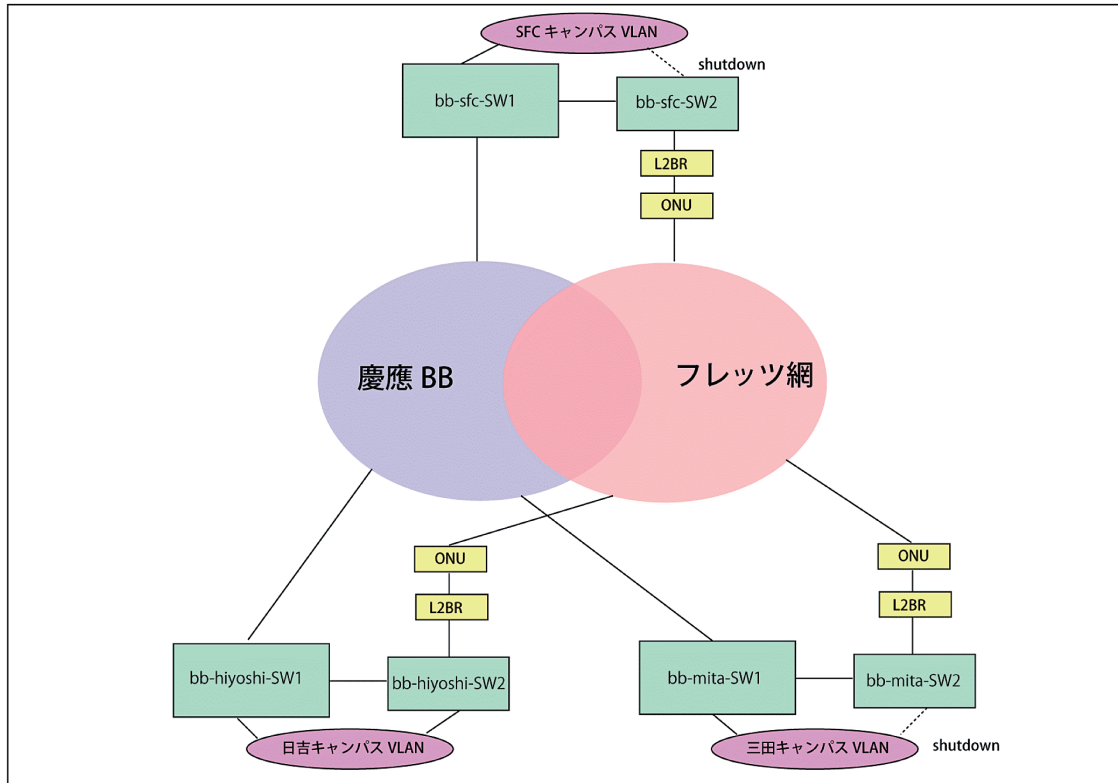 SFC キャンパス VLAN
shutdown
bb-sfc-SW1
bb-sfc-SW2
L2BR
ONU
慶應 BB
フレッツ網
ONU
ONU
L2BR
L2BR
bb-hiyoshi-SW1
bb-hiyoshi-SW2
bb-mita-SW1
bb-mita-SW2
日吉キャンパス VLAN
三田キャンパス VLAN
shutdown